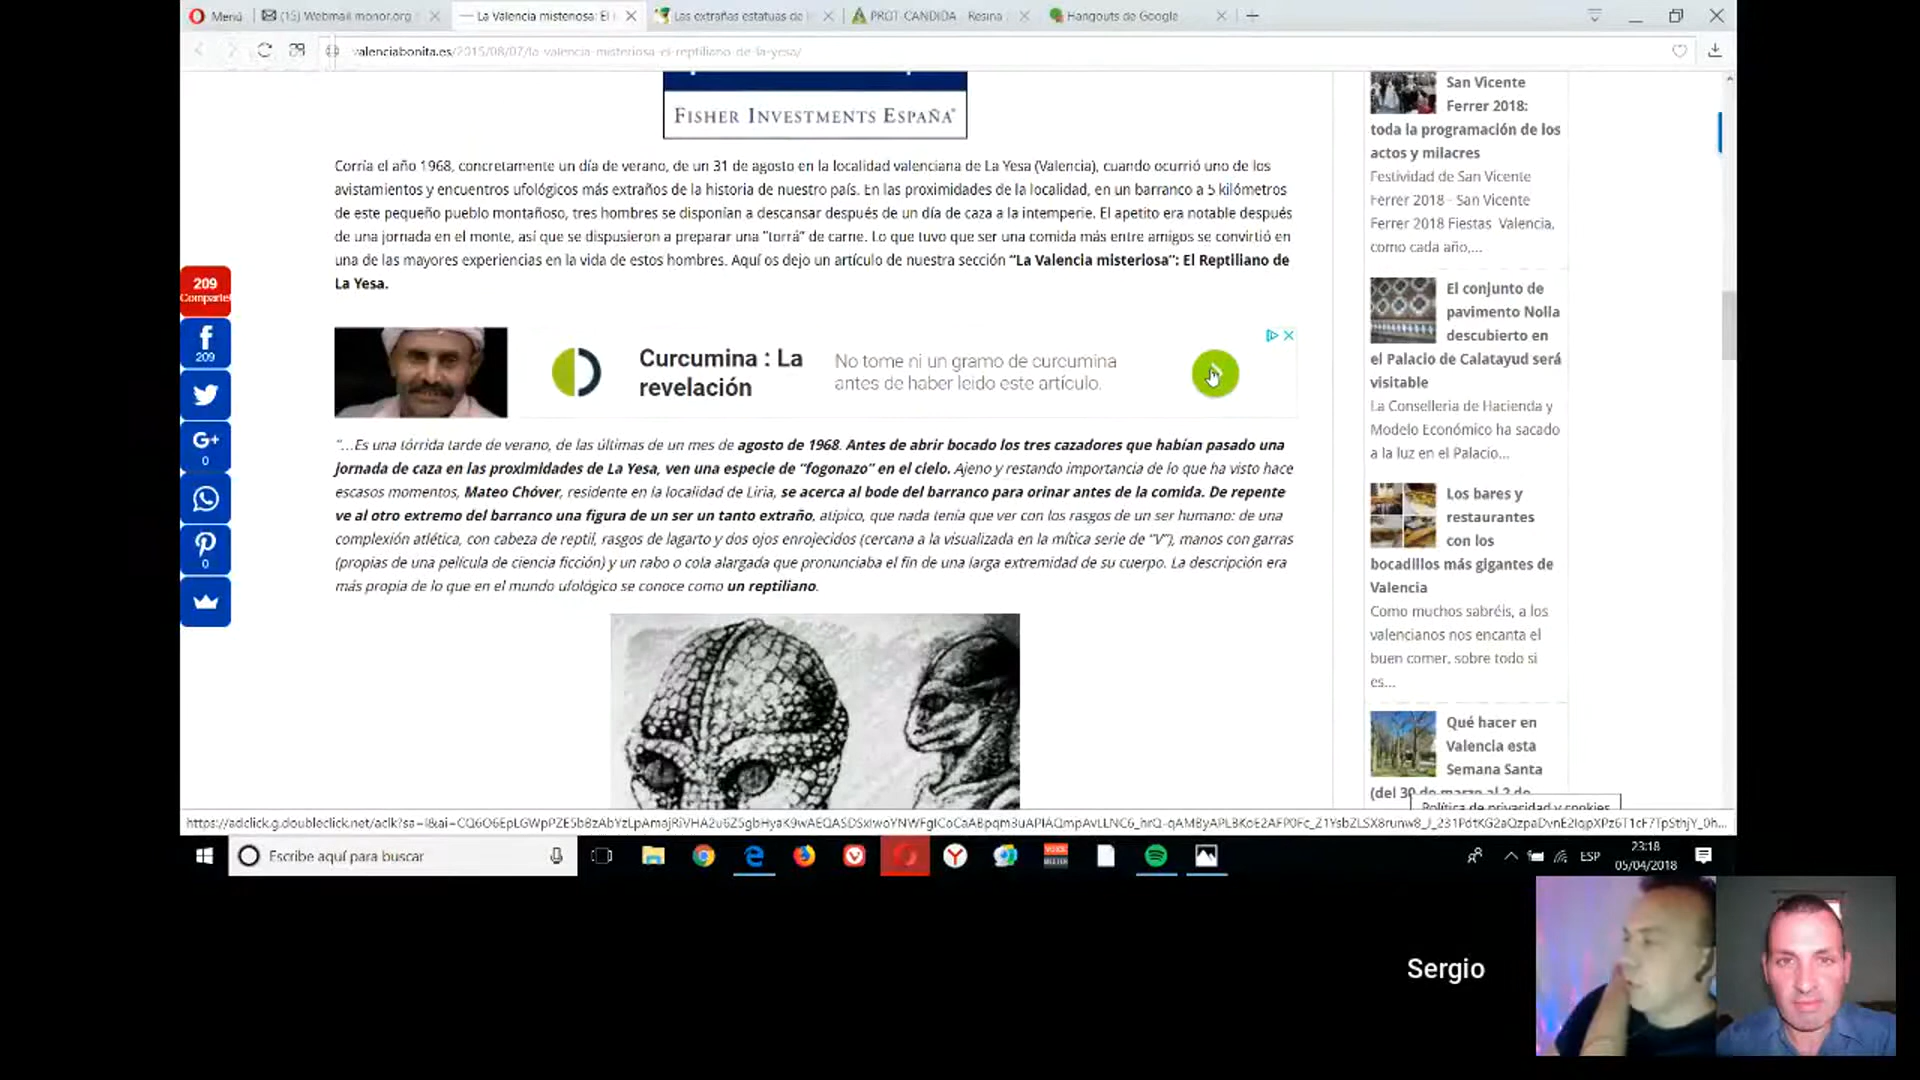 Menú
(15) Webmail monor.org
La Valencia misteriosa: El
Las extrañas estatuas de
PROT-CANDIDA Resina
Hangouts de Google
valenciabonita.es/2015/08/07/la-valencia-misteriosa-el-reptiliano-de-la-yesa/
FISHER INVESTMENTS ESPAÑA®
Corría el año 1968, concretamente un día de verano, de un 31 de agosto en la localidad valenciana de La Yesa (Valencia), cuando ocurrió uno de los
avistamientos y encuentros ufológicos más extraños de la historia de nuestro país. En las proximidades de la localidad, en un barranco a 5 kilómetros
de este pequeño pueblo montañoso, tres hombres se disponían a descansar después de un día de caza a la intemperie. El apetito era notable después
de una jornada en el monte, así que se dispusieron a preparar una "torrá" de carne. Lo que tuvo que ser una comida más entre amigos se convirtió en
una de las mayores experiencias en la vida de estos hombres. Aquí os dejo un artículo de nuestra sección "La Valencia misteriosa": El Reptiliano de
La Yesa.
209
Comparte
209
0
0
Curcumina : La
revelación
No tome ni un gramo de curcumina
antes de haber leido este artículo.
"…Es una tórrida tarde de verano, de las últimas de un mes de agosto de 1968. Antes de abrir bocado los tres cazadores que habían pasado una
jornada de caza en las proximidades de La Yesa, ven una especie de "fogonazo" en el cielo. Ajeno y restando importancia de lo que ha visto hace
escasos momentos, Mateo Chóver, residente en la localidad de Liria, se acerca al bode del barranco para orinar antes de la comida. De repente
ve al otro extremo del barranco una figura de un ser un tanto extraño, atípico, que nada tenía que ver con los rasgos de un ser humano: de una
complexión atlética, con cabeza de reptil, rasgos de lagarto y dos ojos enrojecidos (cercana a la visualizada en la mítica serie de "V"), manos con garras
(propias de una película de ciencia ficción) y un rabo o cola alargada que pronunciaba el fin de una larga extremidad de su cuerpo. La descripción era
más propia de lo que en el mundo ufológico se conoce como un reptiliano.
San Vicente
Ferrer 2018:
toda la programación de los
actos y milacres
Festividad de San Vicente
Ferrer 2018 - San Vicente
Ferrer 2018 Fiestas Valencia,
como cada año,...
El conjunto de
pavimento Nolla
descubierto en
el Palacio de Calatayud será
visitable
La Conselleria de Hacienda y
Modelo Económico ha sacado
a la luz en el Palacio...
Los bares y
restaurantes
con los
bocadillos más gigantes de
Valencia
Como muchos sabréis, a los
valencianos nos encanta el
buen comer, sobre todo si
es...
Qué hacer en
Valencia esta
Semana Santa
(del 30 de marzo al 2 de
Política de privacidad y cookies
Escribe aquí para buscar
ESP
23:18
05/04/2018
Sergio